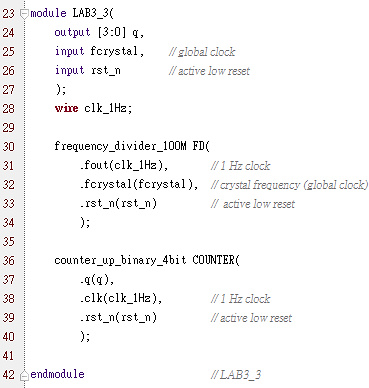 23 module LAB3_3(
24 output [3:0] q,
25 input fcrystal, // global clock
26 input rst_n // active low reset
27 );
28 wire clk_1Hz;
29
30 frequency_divider_100M FD(
31 .fout(clk_1Hz), // 1 Hz clock
32 .fcrystal(fcrystal), // crystal frequency (global clock)
33 .rst_n(rst_n) // active low reset
34 );
35
36 counter_up_binary_4bit COUNTER(
37 .q(q),
38 .clk(clk_1Hz), // 1 Hz clock
39 .rst_n(rst_n) // active low reset
40 );
41
42 endmodule // LAB3_3